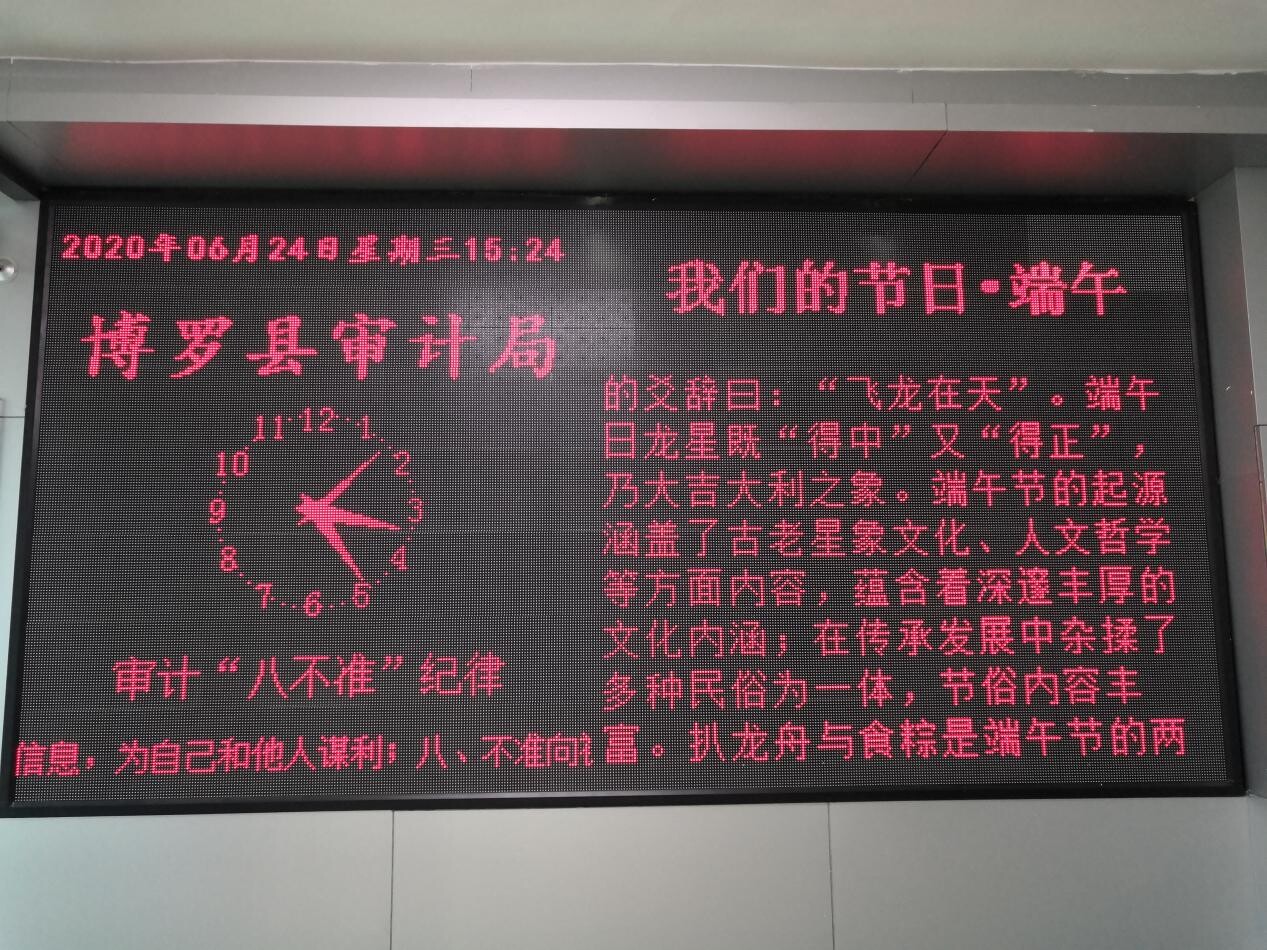 2020年06月24日星期三15:24
博罗县审计局
12
1
2
3
4
5
6
7
8
9
10
11
审计“八不准”纪律
信息，为自己和他人谋利；八、不准向
我们的节日·端午
的爻辞曰：“飞龙在天”。端午
日龙星既“得中”又“得正”，
乃大吉大利之象。端午节的起源
涵盖了古老星象文化、人文哲学
等方面内容，蕴含着深邃丰厚的
文化内涵；在传承发展中杂揉了
多种民俗为一体，节俗内容丰
富。扒龙舟与食粽是端午节的两